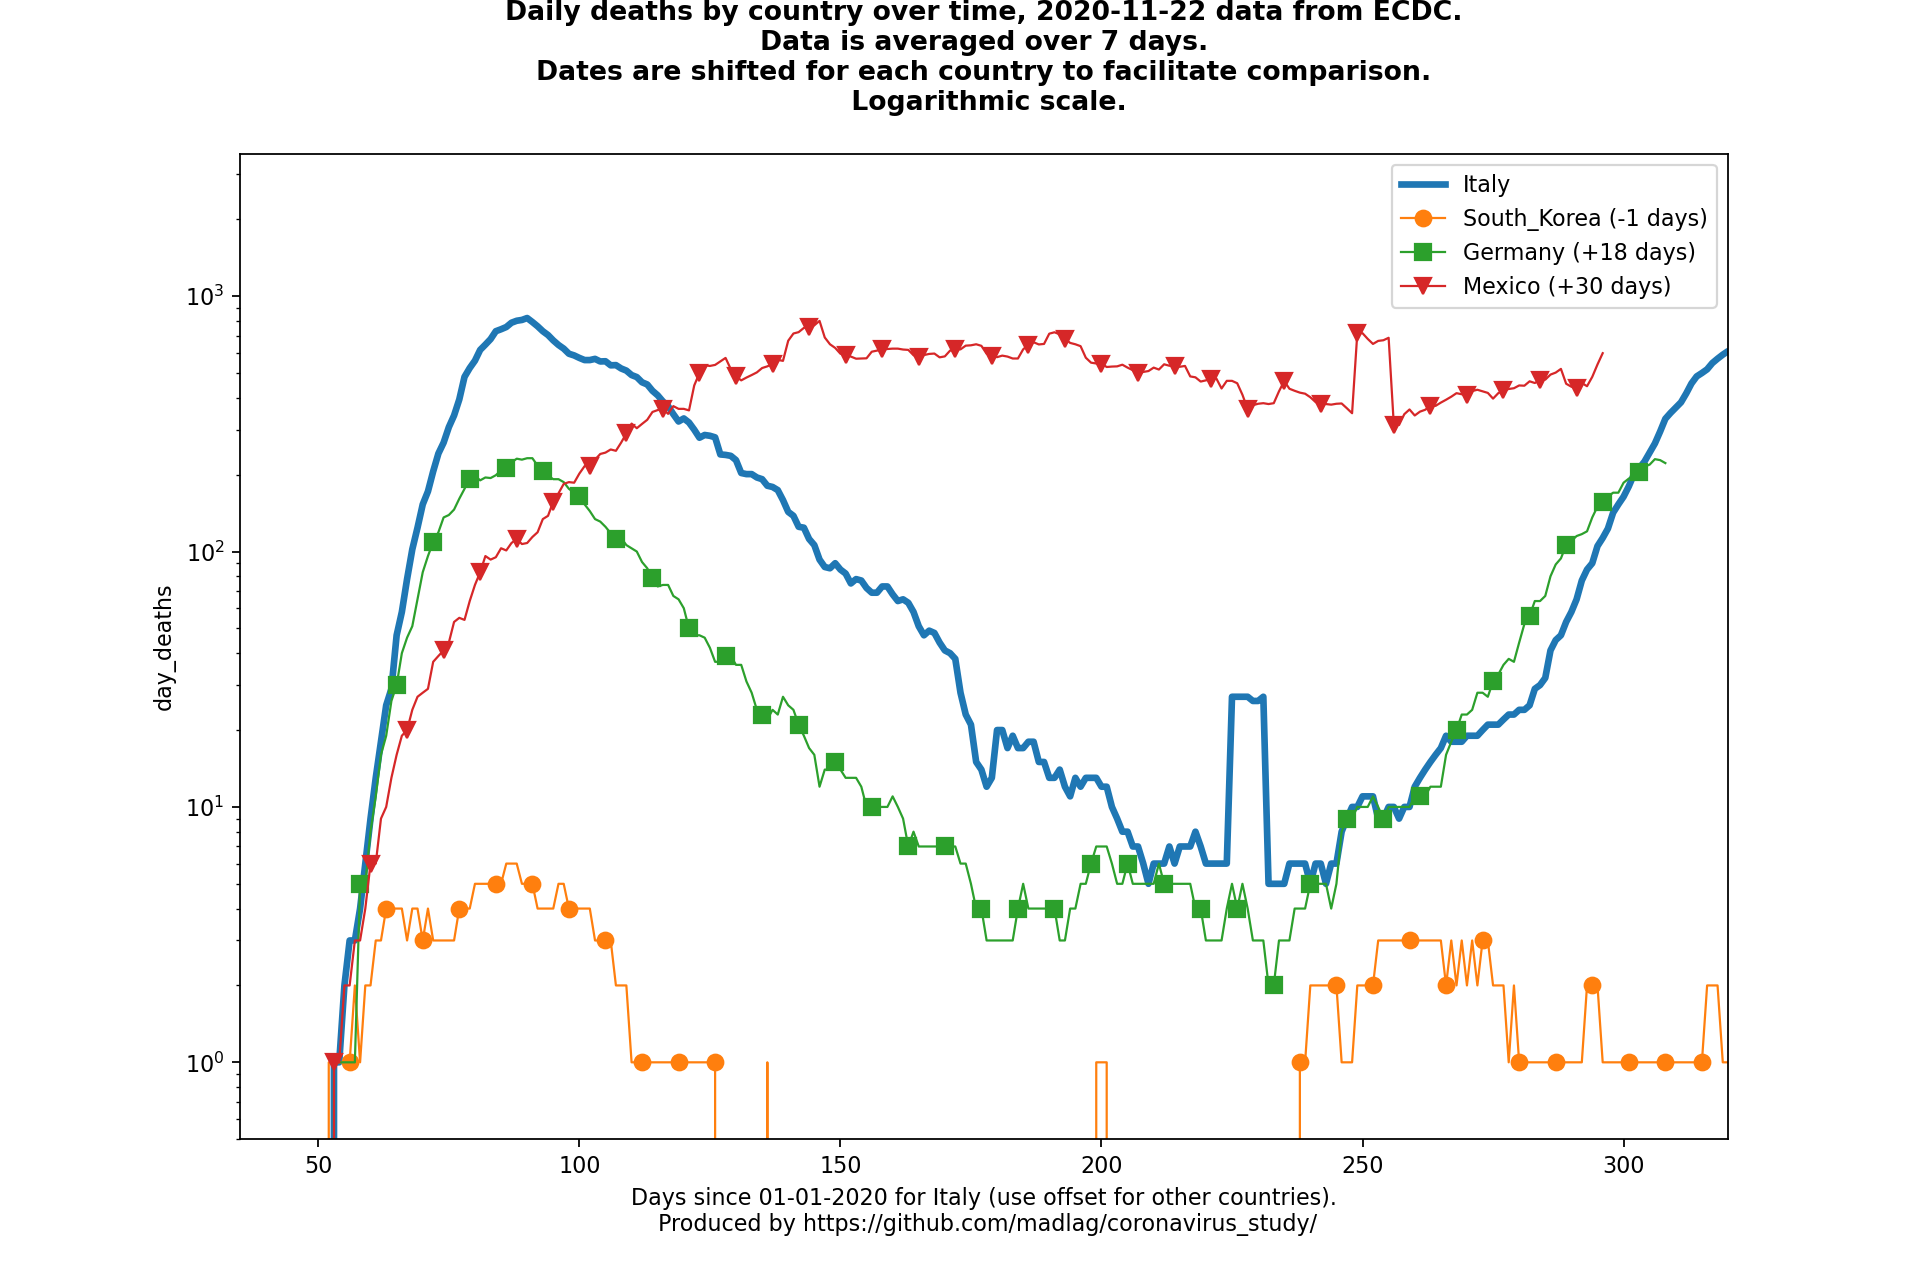 Daily deaths by country over time, 2020-11-22 data from ECDC.
Data is averaged over 7 days.
Dates are shifted for each country to facilitate comparison.
Logarithmic scale.
Italy
South_Korea (-1 days)
Germany (+18 days)
Mexico (+30 days)
day_deaths
10³
10²
10¹
10⁰
50 100 150 200 250 300
Days since 01-01-2020 for Italy (use offset for other countries).
Produced by https://github.com/madlag/coronavirus_study/